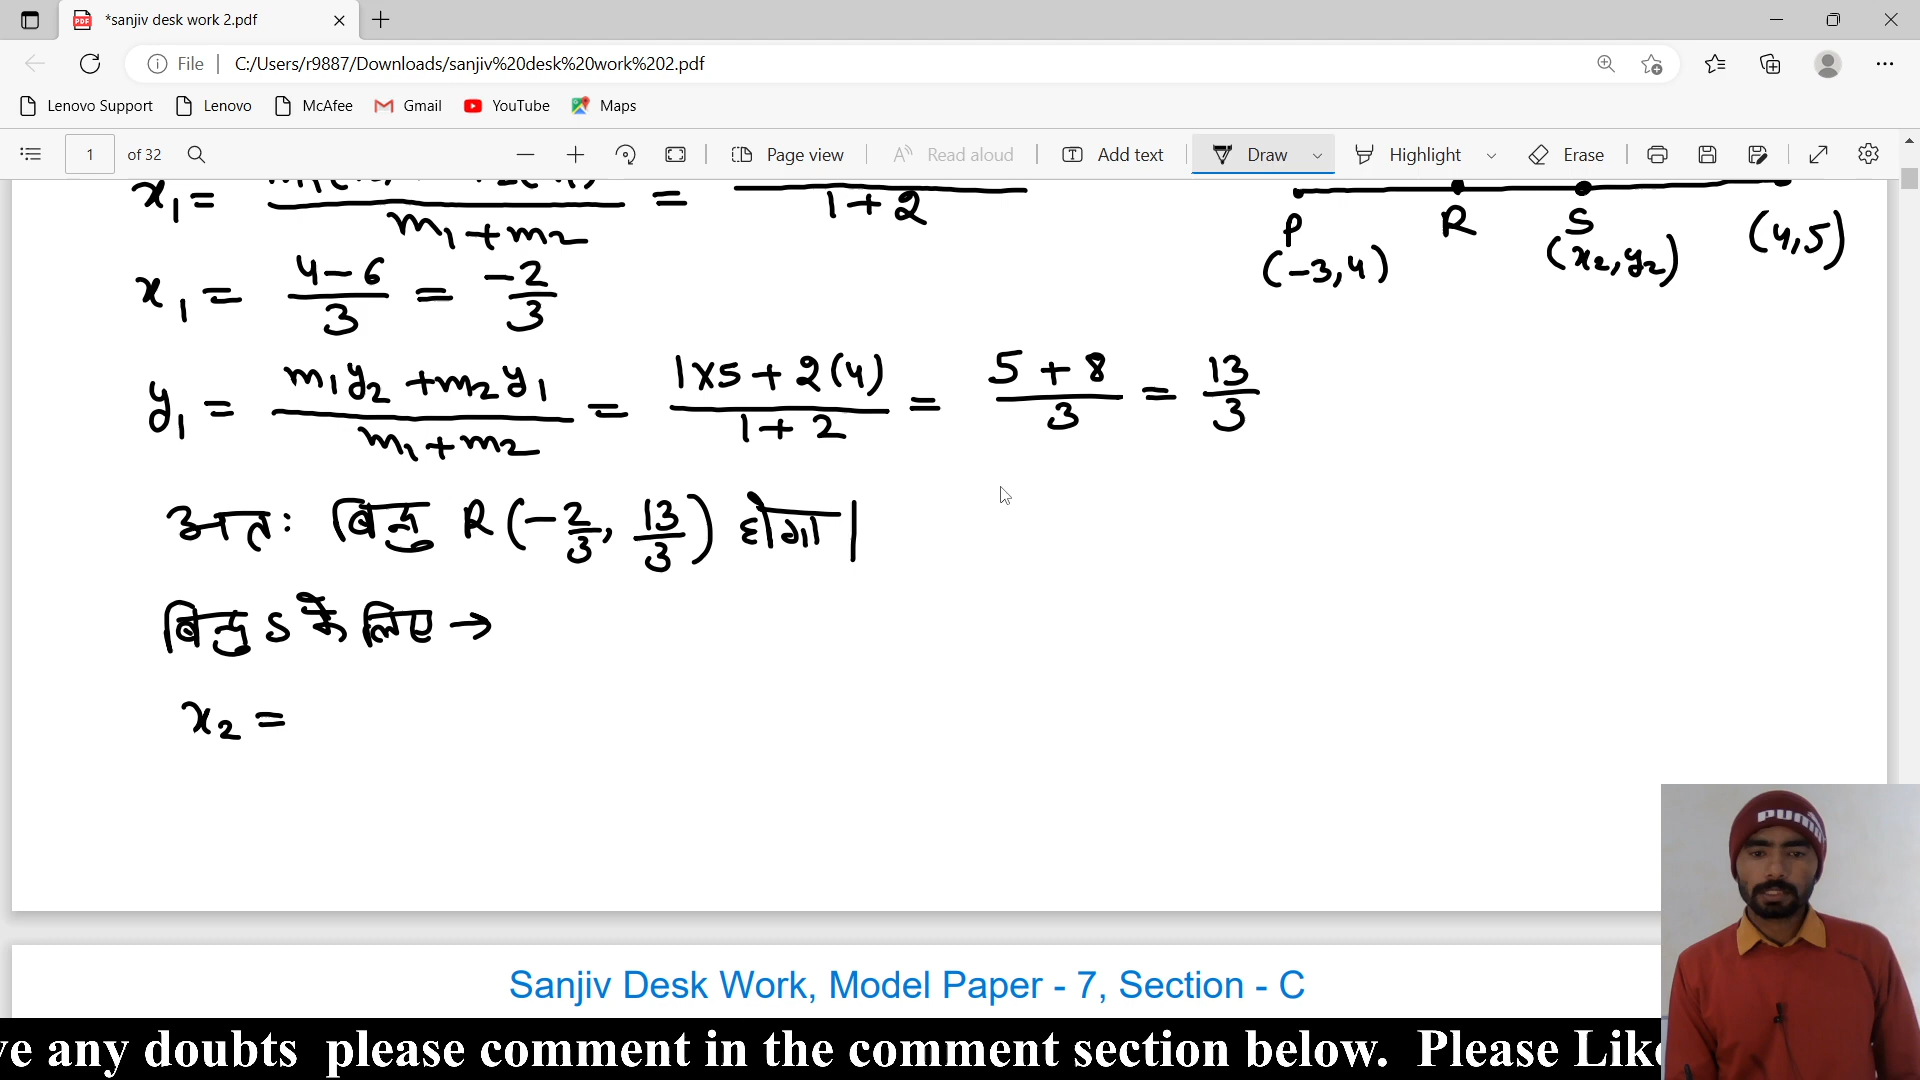 *sanjiv desk work 2.pdf
File | C:/Users/r9887/Downloads/sanjiv%20desk%20work%202.pdf
Lenovo Support Lenovo McAfee Gmail YouTube Maps
1 of 32 Page view Read aloud Add text Draw Highlight Erase
x₁ = / m₁+m₂ = / 1+2
P R S
(-3,4) (x₂,y₂) (4,5)
x₁ = 4-6/3 = -2/3
y₁ = m₁y₂+m₂y₁/m₁+m₂ = 1×5+2(4)/1+2 = 5+8/3 = 13/3
अतः बिन्दु R(-2/3, 13/3) होगा|
बिन्दु S के लिए →
x₂ =
PUMA
Sanjiv Desk Work, Model Paper - 7, Section - C
any doubts please comment in the comment section below. Please